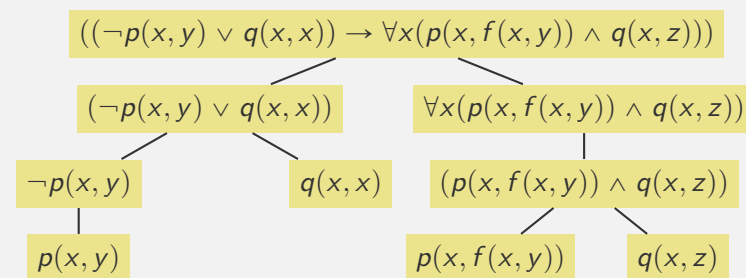 ((¬p(x, y) ∨ q(x, x)) → ∀x(p(x, f(x, y)) ∧ q(x, z)))
(¬p(x, y) ∨ q(x, x)) ∀x(p(x, f(x, y)) ∧ q(x, z))
¬p(x, y) q(x, x) (p(x, f(x, y)) ∧ q(x, z))
p(x, y) p(x, f(x, y)) q(x, z)